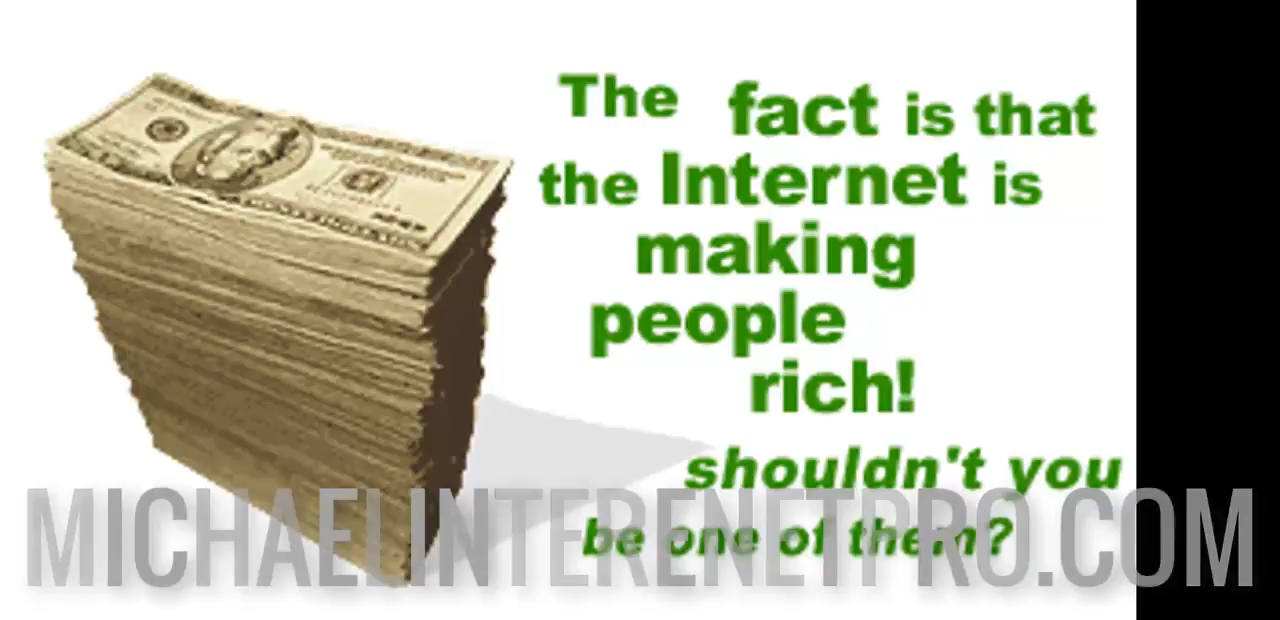 The fact is that
the Internet is
making
people
rich!
shouldn't you
be one of them?
MICHAELINTERENETPRO.COM